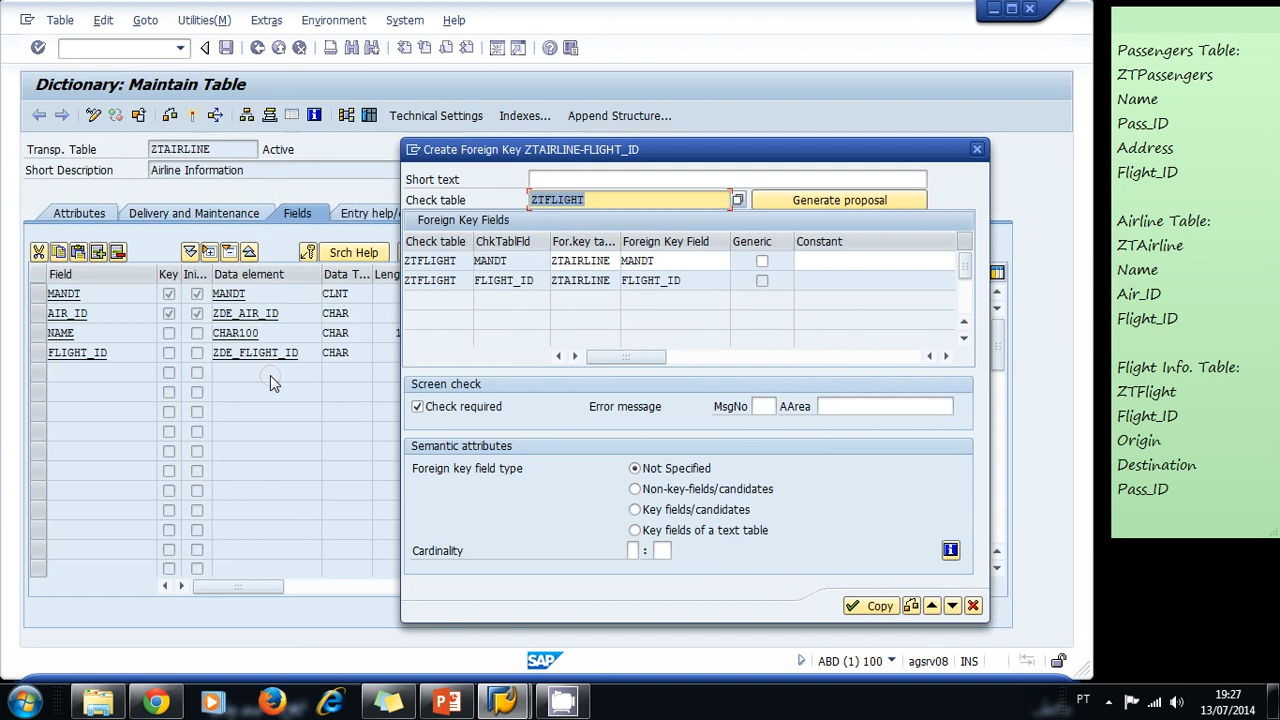 Table Edit Goto Utilities(M) Extras Environment System Help
Dictionary: Maintain Table
Technical Settings Indexes... Append Structure...
Transp. Table ZTAIRLINE Active
Short Description Airline Information
Attributes Delivery and Maintenance Fields Entry help/c
Srch Help
Field Key Ini... Data element Data T... Leng
MANDT MANDT CLNT
AIR_ID ZDE_AIR_ID CHAR
NAME CHAR100 CHAR 1
FLIGHT_ID ZDE_FLIGHT_ID CHAR
Create Foreign Key ZTAIRLINE-FLIGHT_ID
Short text
Check table ZTFLIGHT Generate proposal
Foreign Key Fields
Check table ChkTablFld For.key ta... Foreign Key Field Generic Constant
ZTFLIGHT MANDT ZTAIRLINE MANDT
ZTFLIGHT FLIGHT_ID ZTAIRLINE FLIGHT_ID
Screen check
Check required Error message MsgNo AArea
Semantic attributes
Foreign key field type Not Specified
Non-key-fields/candidates
Key fields/candidates
Key fields of a text table
Cardinality :
Copy
SAP ABD (1) 100 agsrv08 INS
Passengers Table:
ZTPassengers
Name
Pass_ID
Address
Flight_ID
Airline Table:
ZTAirline
Name
Air_ID
Flight_ID
Flight Info. Table:
ZTFlight
Flight_ID
Origin
Destination
Pass_ID
PT 19:27
13/07/2014